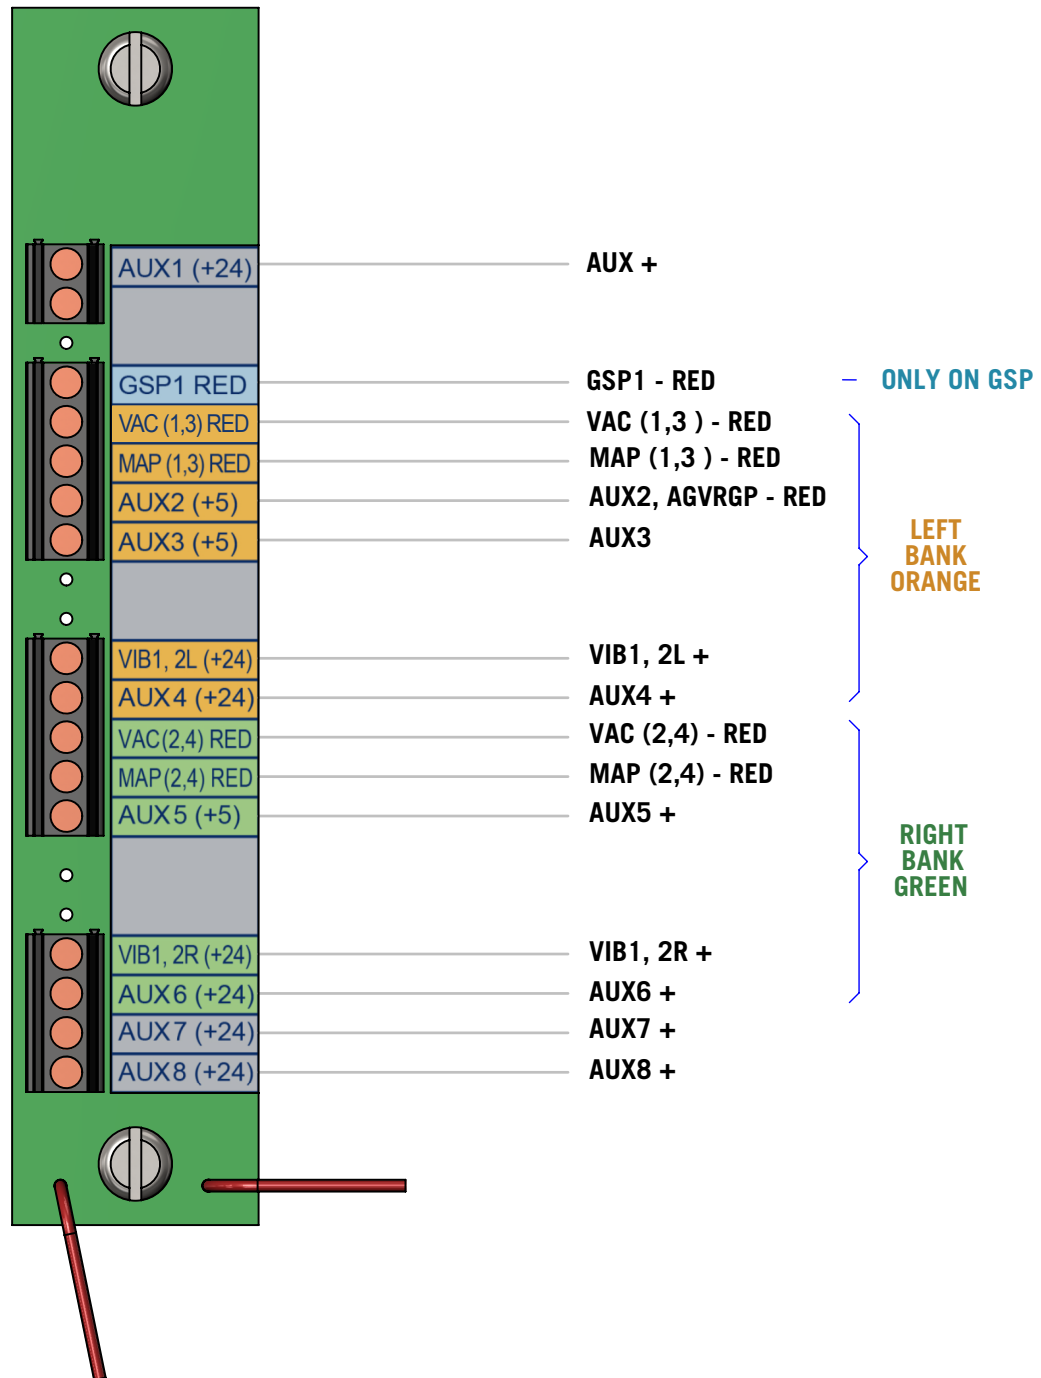 AUX1 (+24) AUX +
GSP1 RED GSP1 - RED – ONLY ON GSP
VAC (1,3) RED VAC (1,3 ) - RED
MAP (1,3) RED MAP (1,3 ) - RED
AUX2 (+5) AUX2, AGVRGP - RED
AUX3 (+5) AUX3
LEFT
BANK
ORANGE
VIB1, 2L (+24) VIB1, 2L +
AUX4 (+24) AUX4 +
VAC(2,4) RED VAC (2,4) - RED
MAP(2,4) RED MAP (2,4) - RED
AUX5 (+5) AUX5 +
RIGHT
BANK
GREEN
VIB1, 2R (+24) VIB1, 2R +
AUX6 (+24) AUX6 +
AUX7 (+24) AUX7 +
AUX8 (+24) AUX8 +